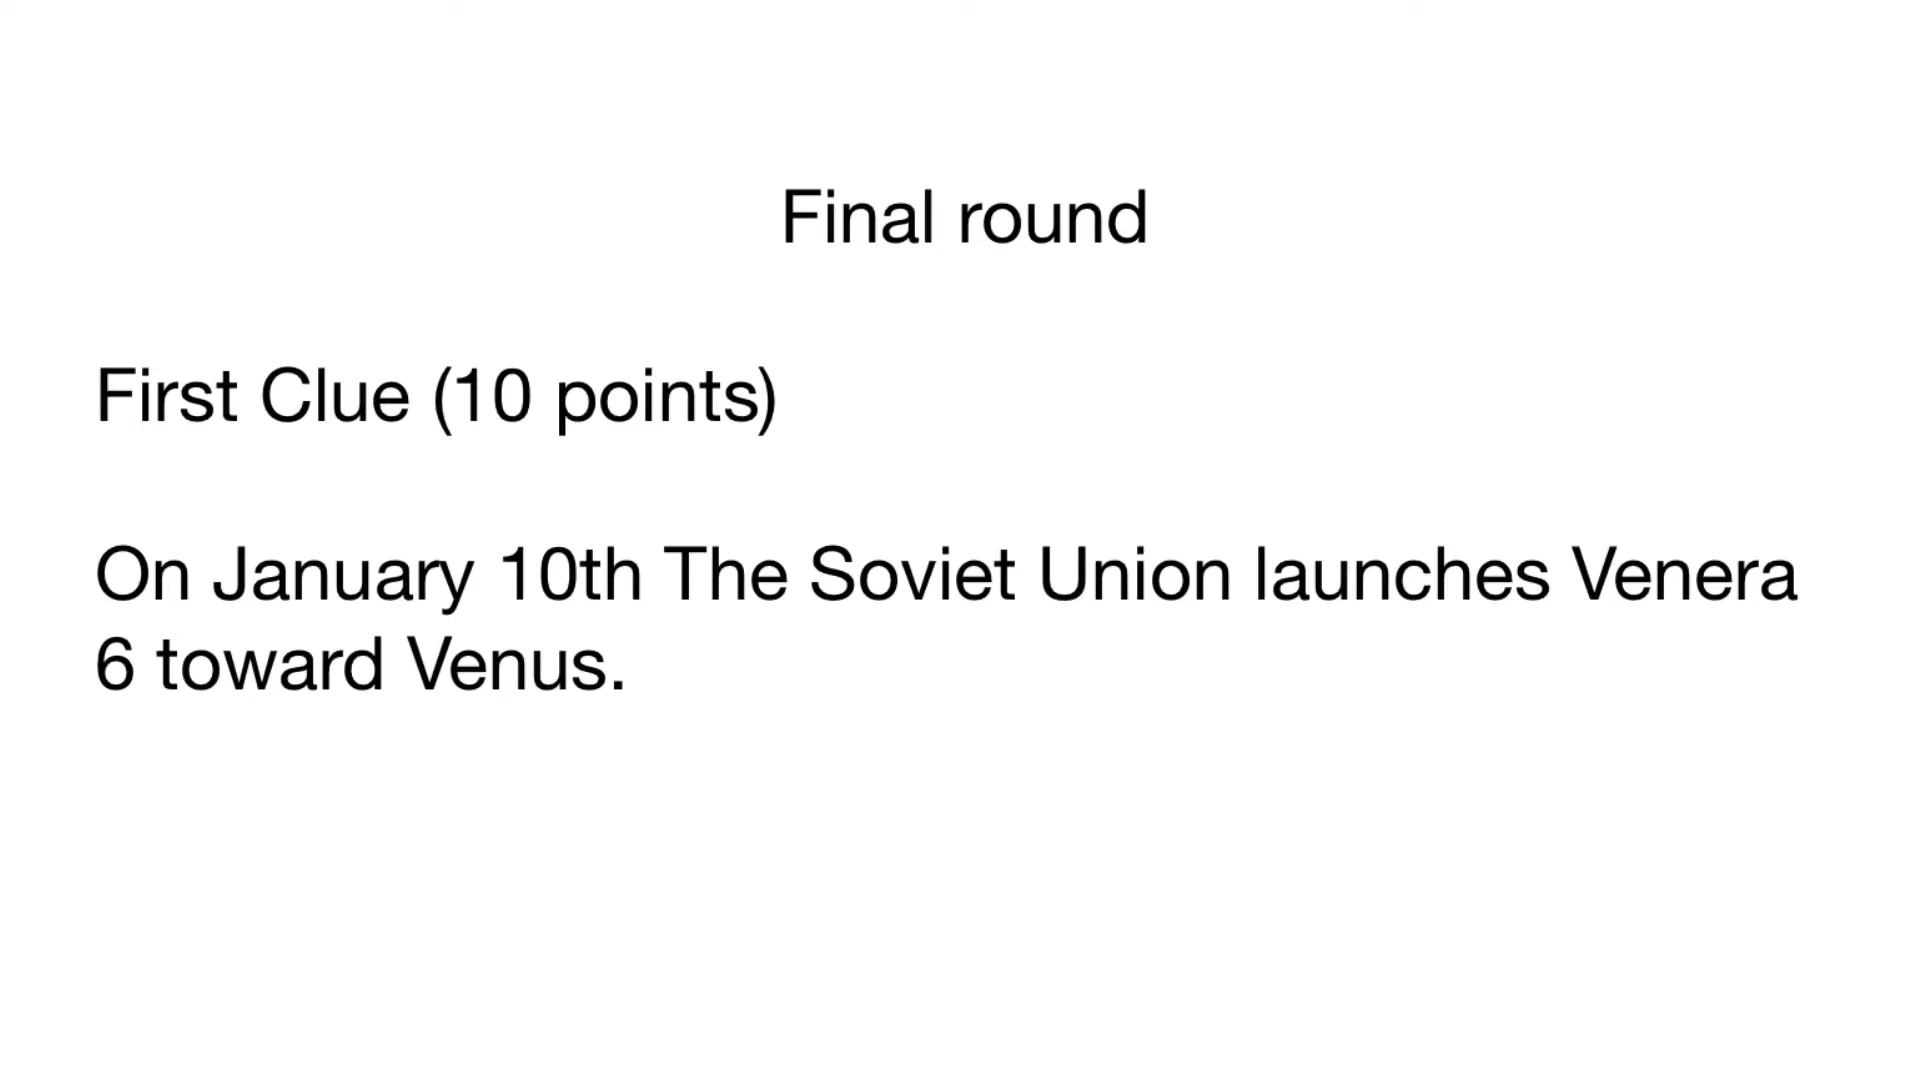 Final round
First Clue (10 points)
On January 10th The Soviet Union launches Venera
6 toward Venus.